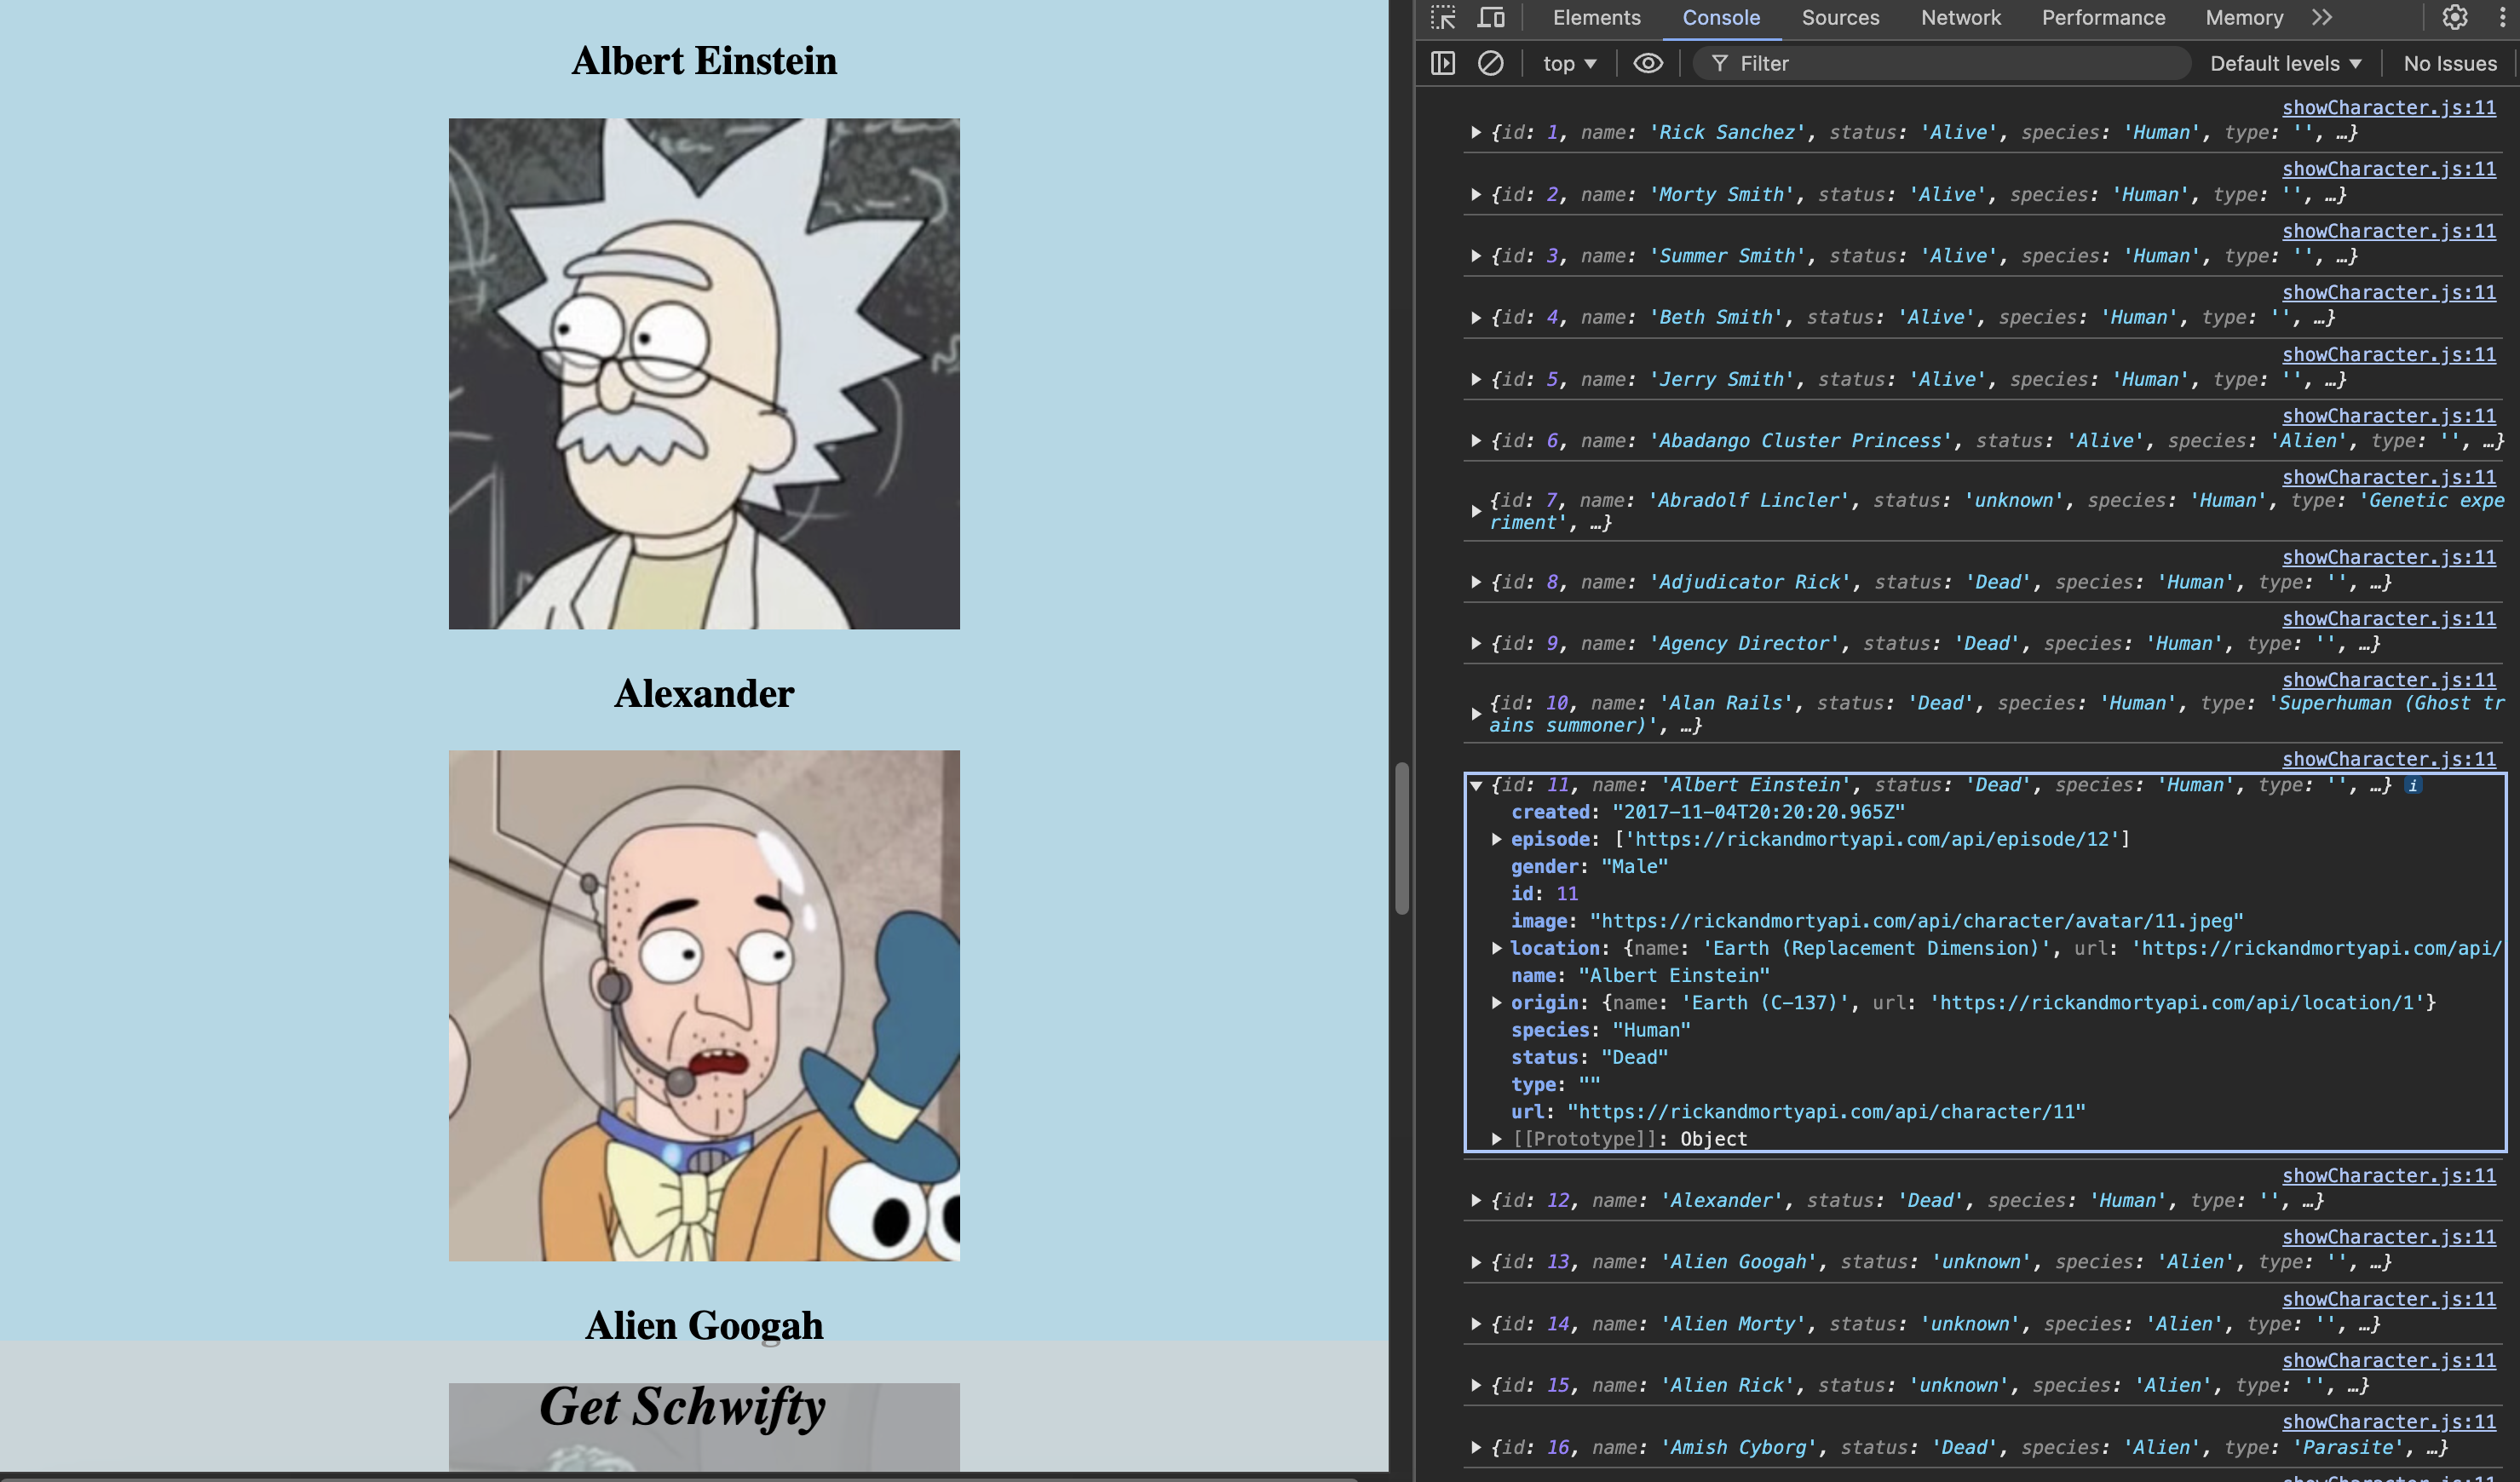 Albert Einstein
Alexander
Alien Googah
Get Schwifty
Elements Console Sources Network Performance Memory
top Filter Default levels No Issues
showCharacter.js:11
{id: 1, name: 'Rick Sanchez', status: 'Alive', species: 'Human', type: '', …}
showCharacter.js:11
{id: 2, name: 'Morty Smith', status: 'Alive', species: 'Human', type: '', …}
showCharacter.js:11
{id: 3, name: 'Summer Smith', status: 'Alive', species: 'Human', type: '', …}
showCharacter.js:11
{id: 4, name: 'Beth Smith', status: 'Alive', species: 'Human', type: '', …}
showCharacter.js:11
{id: 5, name: 'Jerry Smith', status: 'Alive', species: 'Human', type: '', …}
showCharacter.js:11
{id: 6, name: 'Abadango Cluster Princess', status: 'Alive', species: 'Alien', type: '', …}
showCharacter.js:11
{id: 7, name: 'Abradolf Lincler', status: 'unknown', species: 'Human', type: 'Genetic expe
riment', …}
showCharacter.js:11
{id: 8, name: 'Adjudicator Rick', status: 'Dead', species: 'Human', type: '', …}
showCharacter.js:11
{id: 9, name: 'Agency Director', status: 'Dead', species: 'Human', type: '', …}
showCharacter.js:11
{id: 10, name: 'Alan Rails', status: 'Dead', species: 'Human', type: 'Superhuman (Ghost tr
ains summoner)', …}
showCharacter.js:11
{id: 11, name: 'Albert Einstein', status: 'Dead', species: 'Human', type: '', …} i
created: "2017-11-04T20:20:20.965Z"
episode: ['https://rickandmortyapi.com/api/episode/12']
gender: "Male"
id: 11
image: "https://rickandmortyapi.com/api/character/avatar/11.jpeg"
location: {name: 'Earth (Replacement Dimension)', url: 'https://rickandmortyapi.com/api/
name: "Albert Einstein"
origin: {name: 'Earth (C-137)', url: 'https://rickandmortyapi.com/api/location/1'}
species: "Human"
status: "Dead"
type: ""
url: "https://rickandmortyapi.com/api/character/11"
[[Prototype]]: Object
showCharacter.js:11
{id: 12, name: 'Alexander', status: 'Dead', species: 'Human', type: '', …}
showCharacter.js:11
{id: 13, name: 'Alien Googah', status: 'unknown', species: 'Alien', type: '', …}
showCharacter.js:11
{id: 14, name: 'Alien Morty', status: 'unknown', species: 'Alien', type: '', …}
showCharacter.js:11
{id: 15, name: 'Alien Rick', status: 'unknown', species: 'Alien', type: '', …}
showCharacter.js:11
{id: 16, name: 'Amish Cyborg', status: 'Dead', species: 'Alien', type: 'Parasite', …}